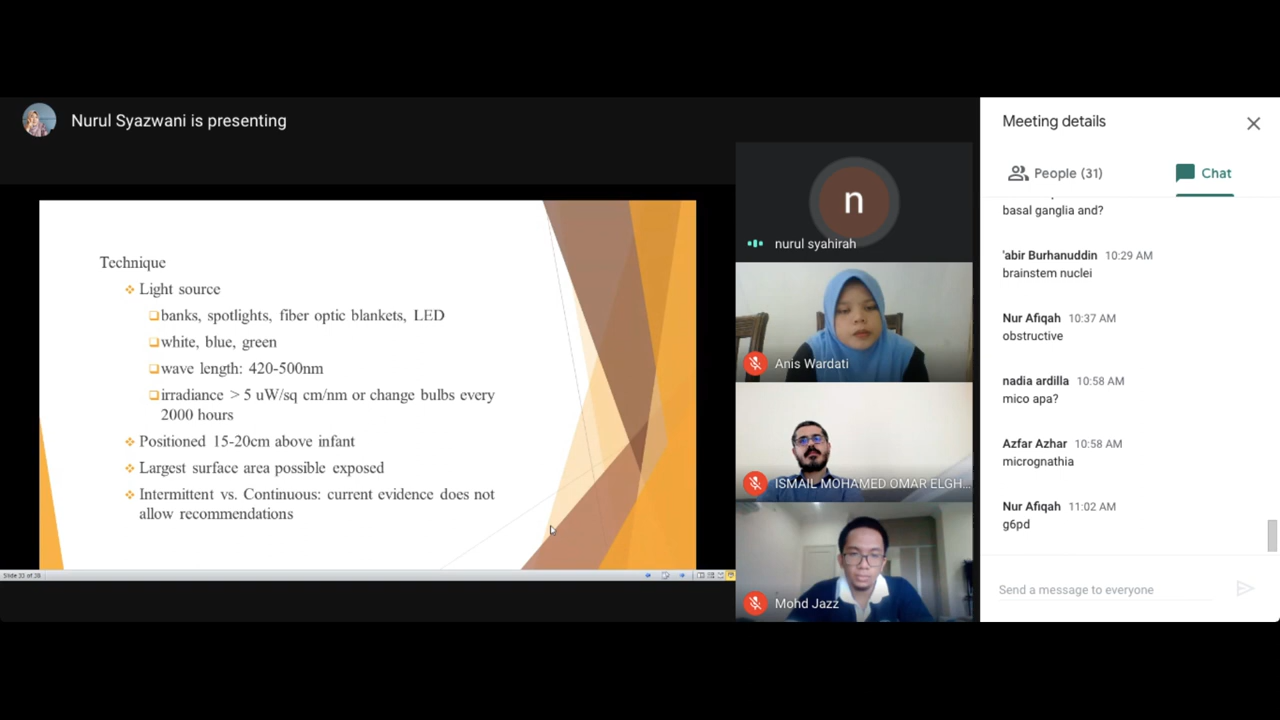 Nurul Syazwani is presenting
Technique
Light source
banks, spotlights, fiber optic blankets, LED
white, blue, green
wave length: 420-500nm
irradiance > 5 uW/sq cm/nm or change bulbs every
2000 hours
Positioned 15-20cm above infant
Largest surface area possible exposed
Intermittent vs. Continuous: current evidence does not
allow recommendations
n
nurul syahirah
Anis Wardati
ISMAIL MOHAMED OMAR ELGH...
Mohd Jazz
Meeting details
People (31)
Chat
basal ganglia and?
'abir Burhanuddin 10:29 AM
brainstem nuclei
Nur Afiqah 10:37 AM
obstructive
nadia ardilla 10:58 AM
mico apa?
Azfar Azhar 10:58 AM
micrognathia
Nur Afiqah 11:02 AM
g6pd
Send a message to everyone